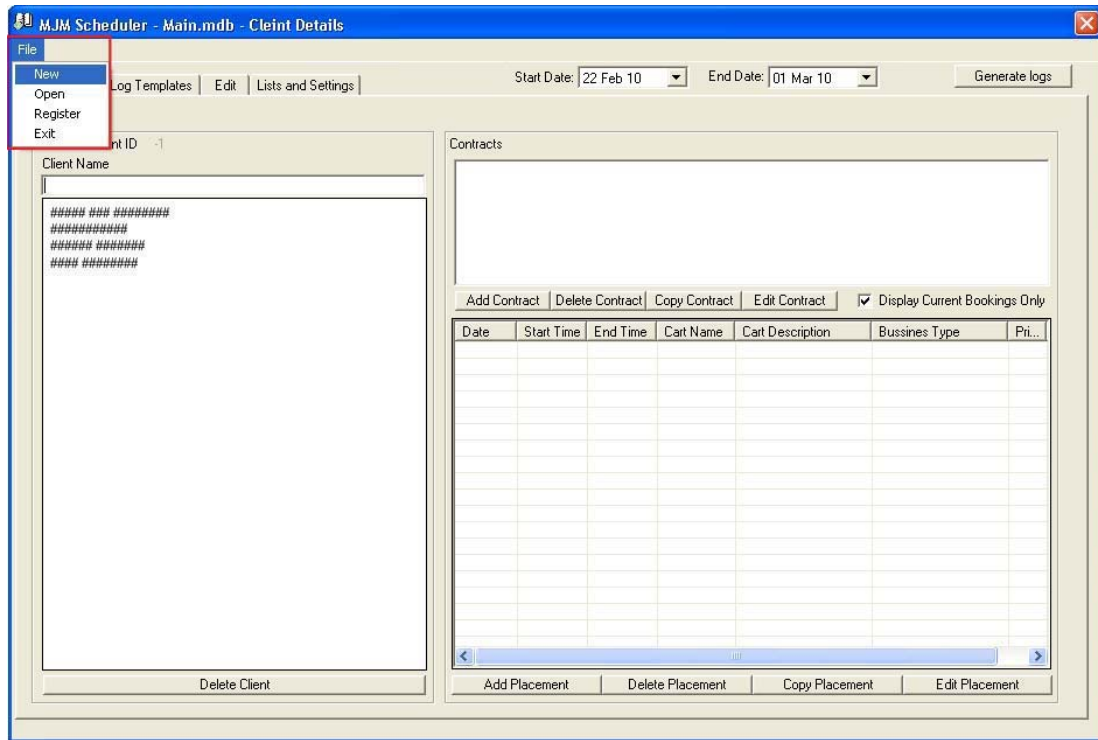 MJM Scheduler - Main.mdb - Cleint Details
File
New
Open
Register
Exit
Log Templates Edit Lists and Settings
Start Date: 22 Feb 10 End Date: 01 Mar 10 Generate logs
nt ID -1
Client Name
##### ### ########
###########
###### #######
#### ########
Delete Client
Contracts
Add Contract Delete Contract Copy Contract Edit Contract Display Current Bookings Only
Date Start Time End Time Cart Name Cart Description Bussines Type Pri...
Add Placement Delete Placement Copy Placement Edit Placement